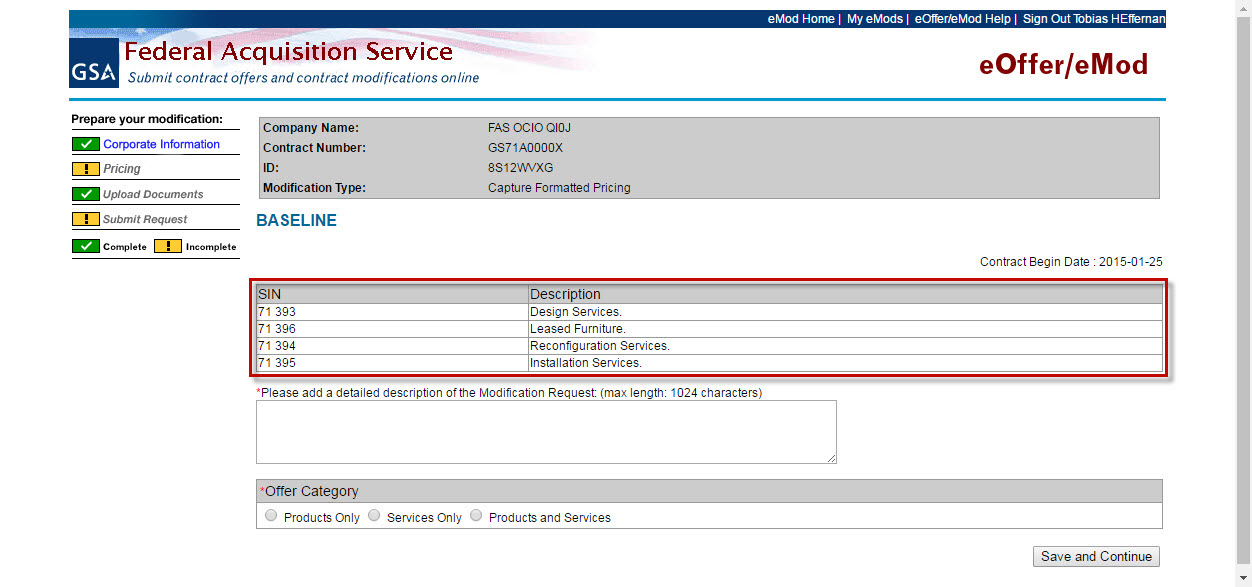 eMod Home | My eMods | eOffer/eMod Help | Sign Out Tobias HEffernan
GSA
Federal Acquisition Service
Submit contract offers and contract modifications online
eOffer/eMod
Prepare your modification:
Corporate Information
! Pricing
Upload Documents
! Submit Request
Complete ! Incomplete
Company Name: FAS OCIO QI0J
Contract Number: GS71A0000X
ID: 8S12WVXG
Modification Type: Capture Formatted Pricing
BASELINE
Contract Begin Date : 2015-01-25
SIN Description
71 393 Design Services.
71 396 Leased Furniture.
71 394 Reconfiguration Services.
71 395 Installation Services.
*Please add a detailed description of the Modification Request: (max length: 1024 characters)
*Offer Category
Products Only Services Only Products and Services
Save and Continue